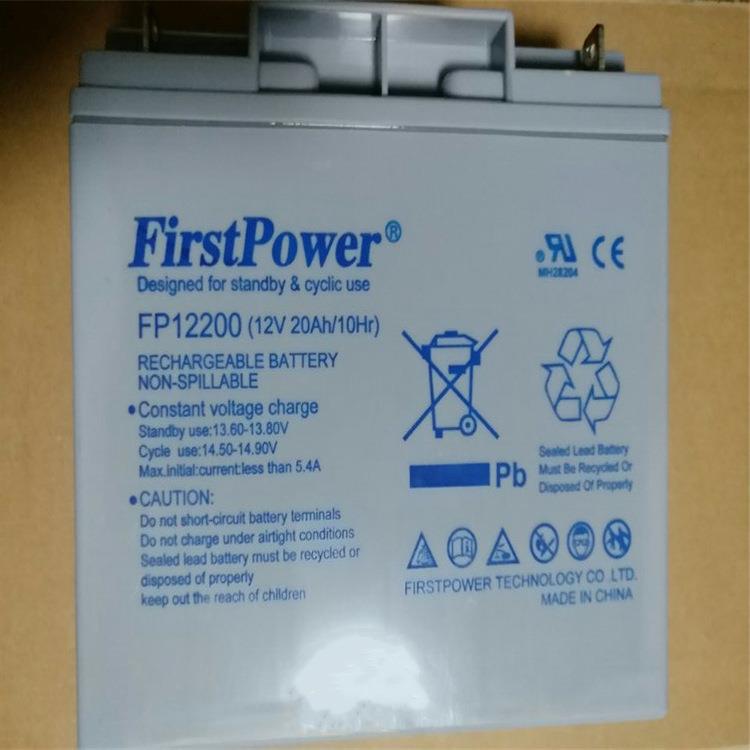 FirstPower®
Designed for standby & cyclic use
FP12200 (12V 20Ah/10Hr)
RECHARGEABLE BATTERY
NON-SPILLABLE
•Constant voltage charge
Standby use:13.60-13.80V
Cycle use:14.50-14.90V
Max.initial:current:less than 5.4A
•CAUTION:
Do not short-circuit battery terminals
Do not charge under airtight conditions
Sealed lead battery must be recycled or
disposed of properly
keep out the reach of children
MH28204
CE
Pb
Sealed Lead Battery
Must Be Recycled Or
Disposed Of Properly
FIRSTPOWER TECHNOLOGY CO .LTD.
MADE IN CHINA